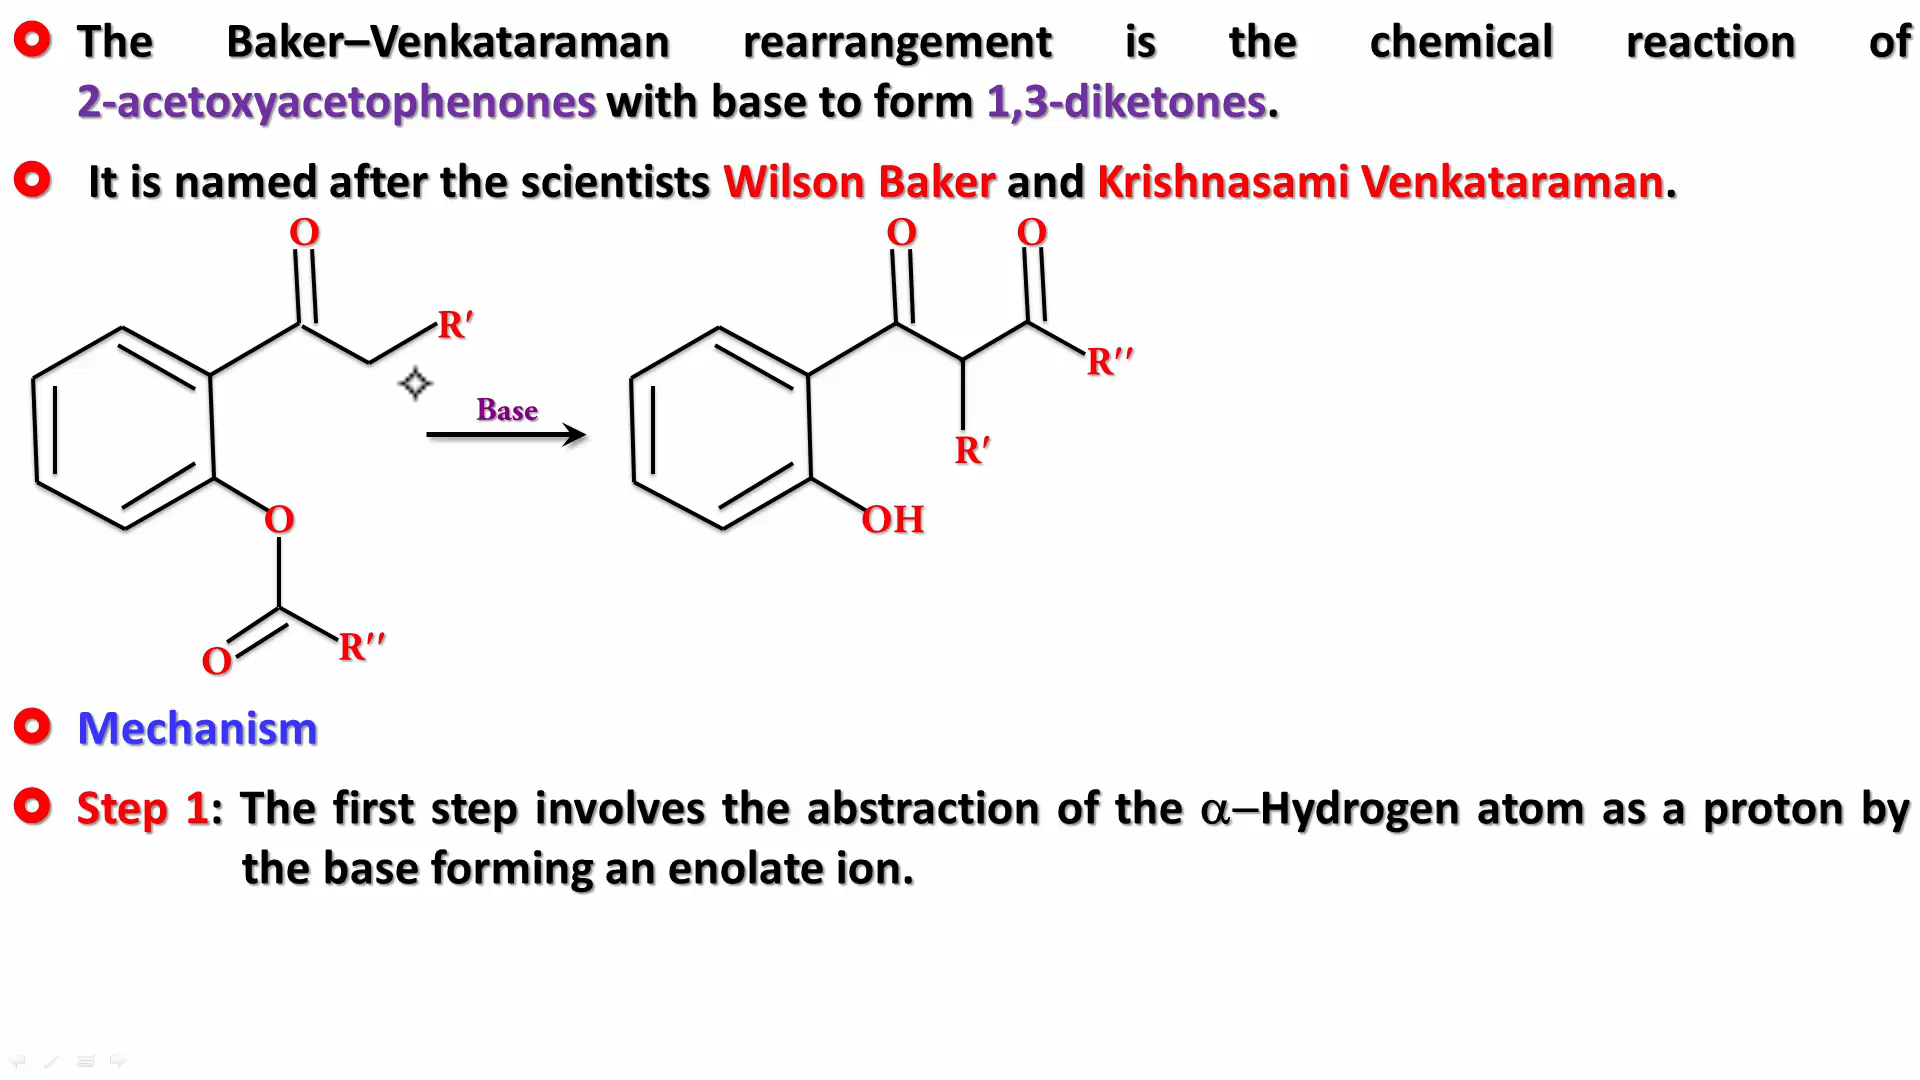 The Baker–Venkataraman rearrangement is the chemical reaction of
2-acetoxyacetophenones with base to form 1,3-diketones.
It is named after the scientists Wilson Baker and Krishnasami Venkataraman.
O
O O
R′
R′′
Base
R′
O
OH
O
R′′
Mechanism
Step 1: The first step involves the abstraction of the α–Hydrogen atom as a proton by
the base forming an enolate ion.